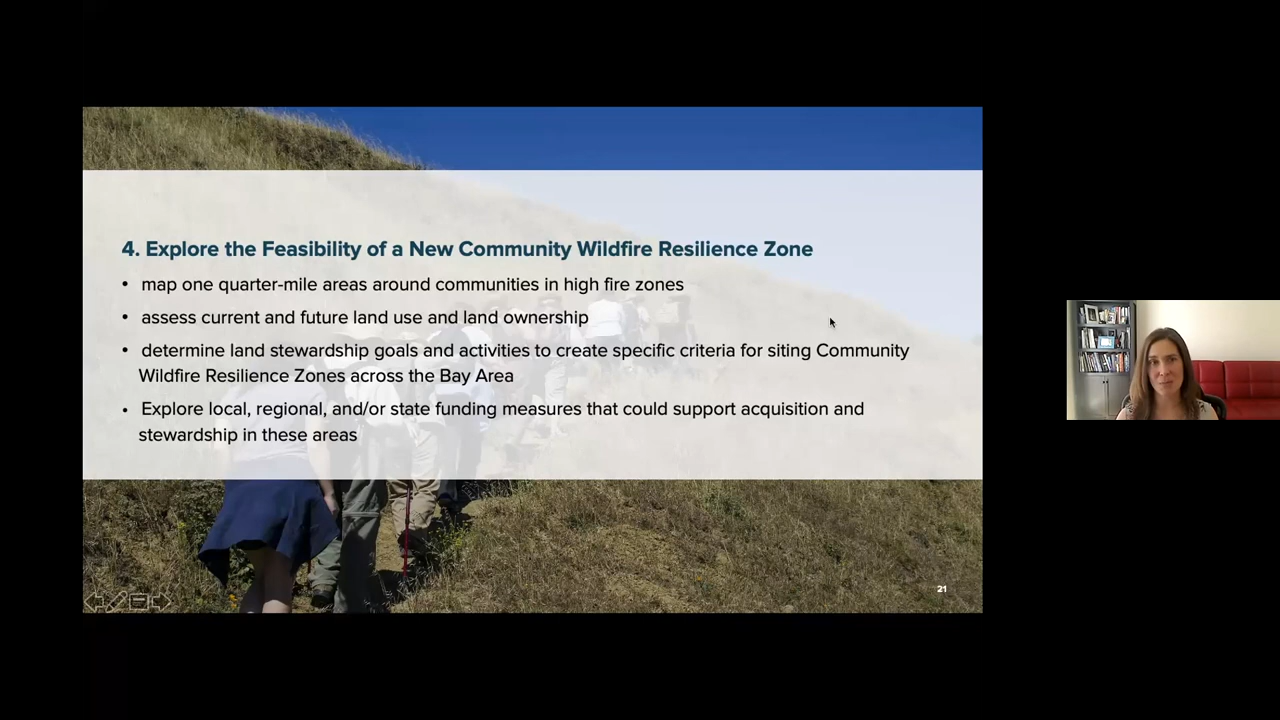 4. Explore the Feasibility of a New Community Wildfire Resilience Zone
• map one quarter-mile areas around communities in high fire zones
• assess current and future land use and land ownership
• determine land stewardship goals and activities to create specific criteria for siting Community
Wildfire Resilience Zones across the Bay Area
• Explore local, regional, and/or state funding measures that could support acquisition and
stewardship in these areas
21